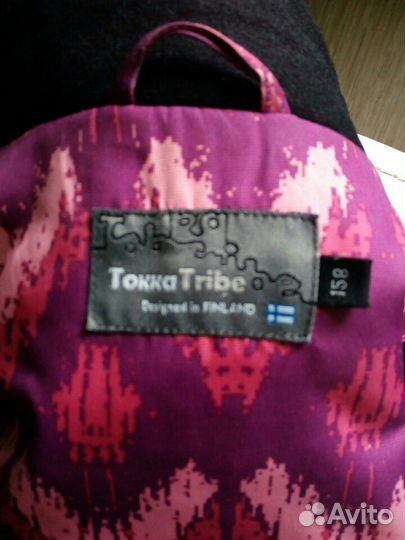 TokkaTribe
Designed in FINLAND
158
Avito